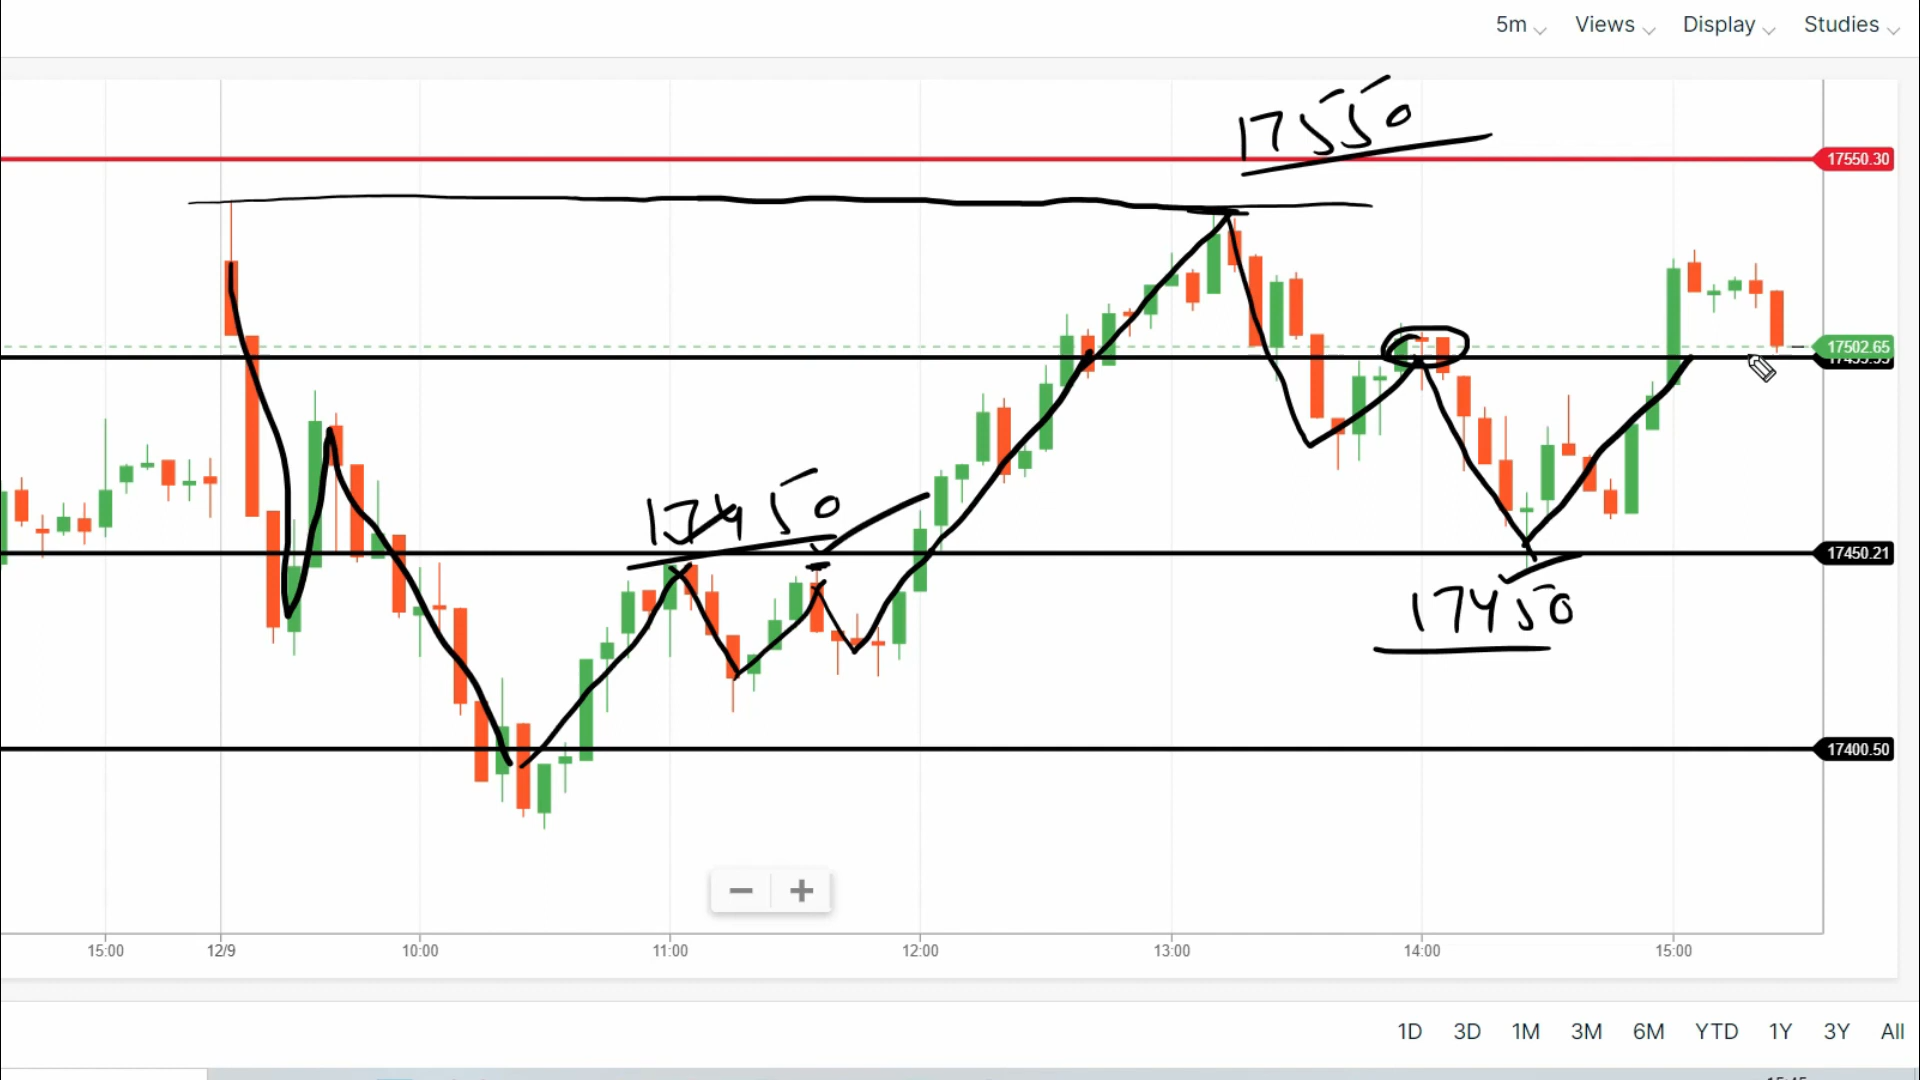 5m Views Display Studies
17550
17550.30
17502.65
17450
17450.21
17450
17400.50
15:00 12/9 10:00 11:00 12:00 13:00 14:00 15:00
1D 3D 1M 3M 6M YTD 1Y 3Y All